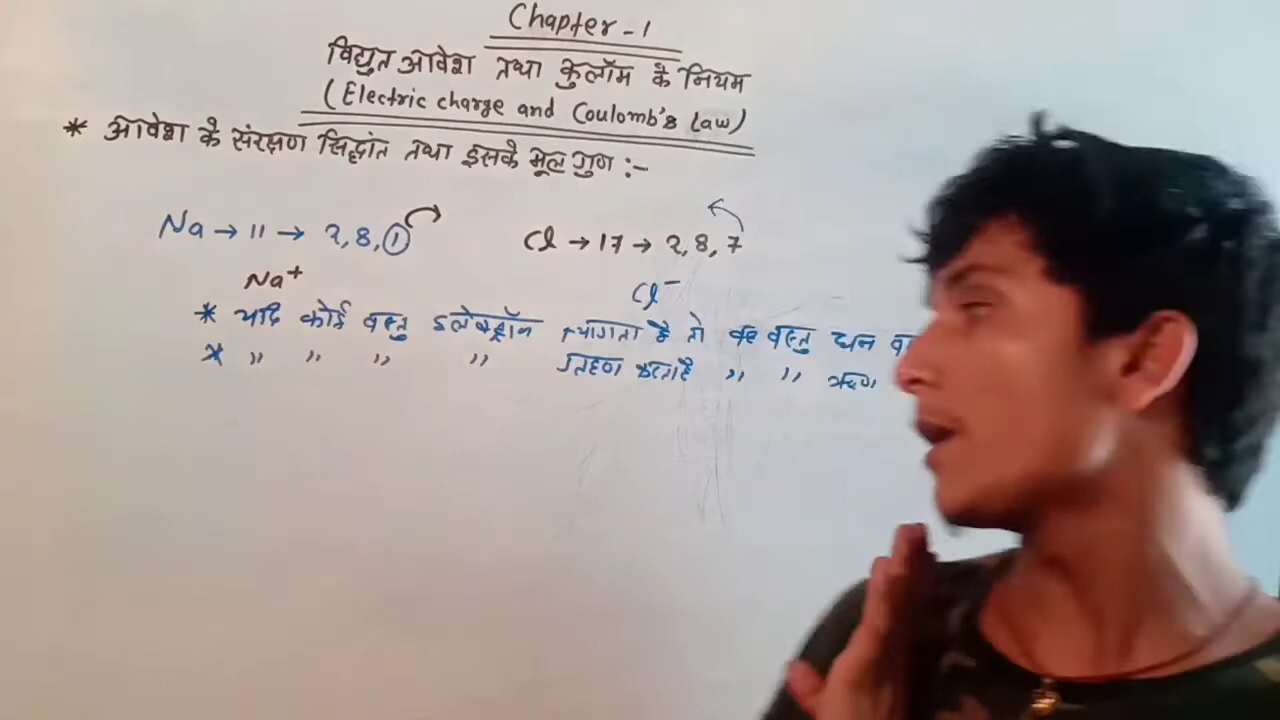 Chapter-1
विद्युत आवेश तथा कुलॉम के नियम
(Electric charge and Coulomb's Law)
* आवेश के संरक्षण सिद्धांत तथा इसके मूल गुण :-
Na → 11 → 2, 8, 1 Cl → 17 → 2, 8, 7
Na+ Cl-
* यदि कोई वस्तु इलेक्ट्रॉन त्यागता है तो वह वस्तु धन
* " " " " ग्रहण करता है " " ऋण